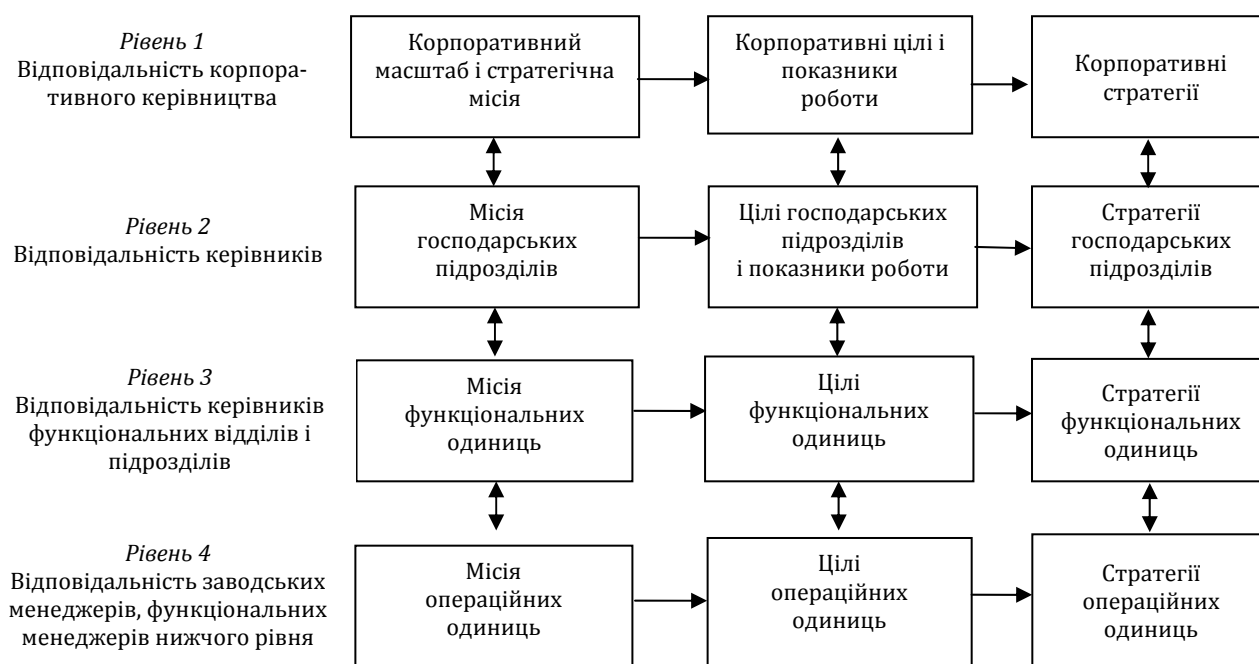 Рівень 1
Відповідальність корпора-
тивного керівництва
Корпоративний
масштаб і стратегічна
місія
Корпоративні цілі і
показники
роботи
Корпоративні
стратегії
Рівень 2
Відповідальність керівників
Місія
господарських
підрозділів
Цілі господарських
підрозділів
і показники роботи
Стратегії
господарських
підрозділів
Рівень 3
Відповідальність керівників
функціональних відділів і
підрозділів
Місія
функціональних
одиниць
Цілі
функціональних
одиниць
Стратегії
функціональних
одиниць
Рівень 4
Відповідальність заводських
менеджерів, функціональних
менеджерів нижчого рівня
Місія
операційних
одиниць
Цілі
операційних
одиниць
Стратегії
операційних
одиниць